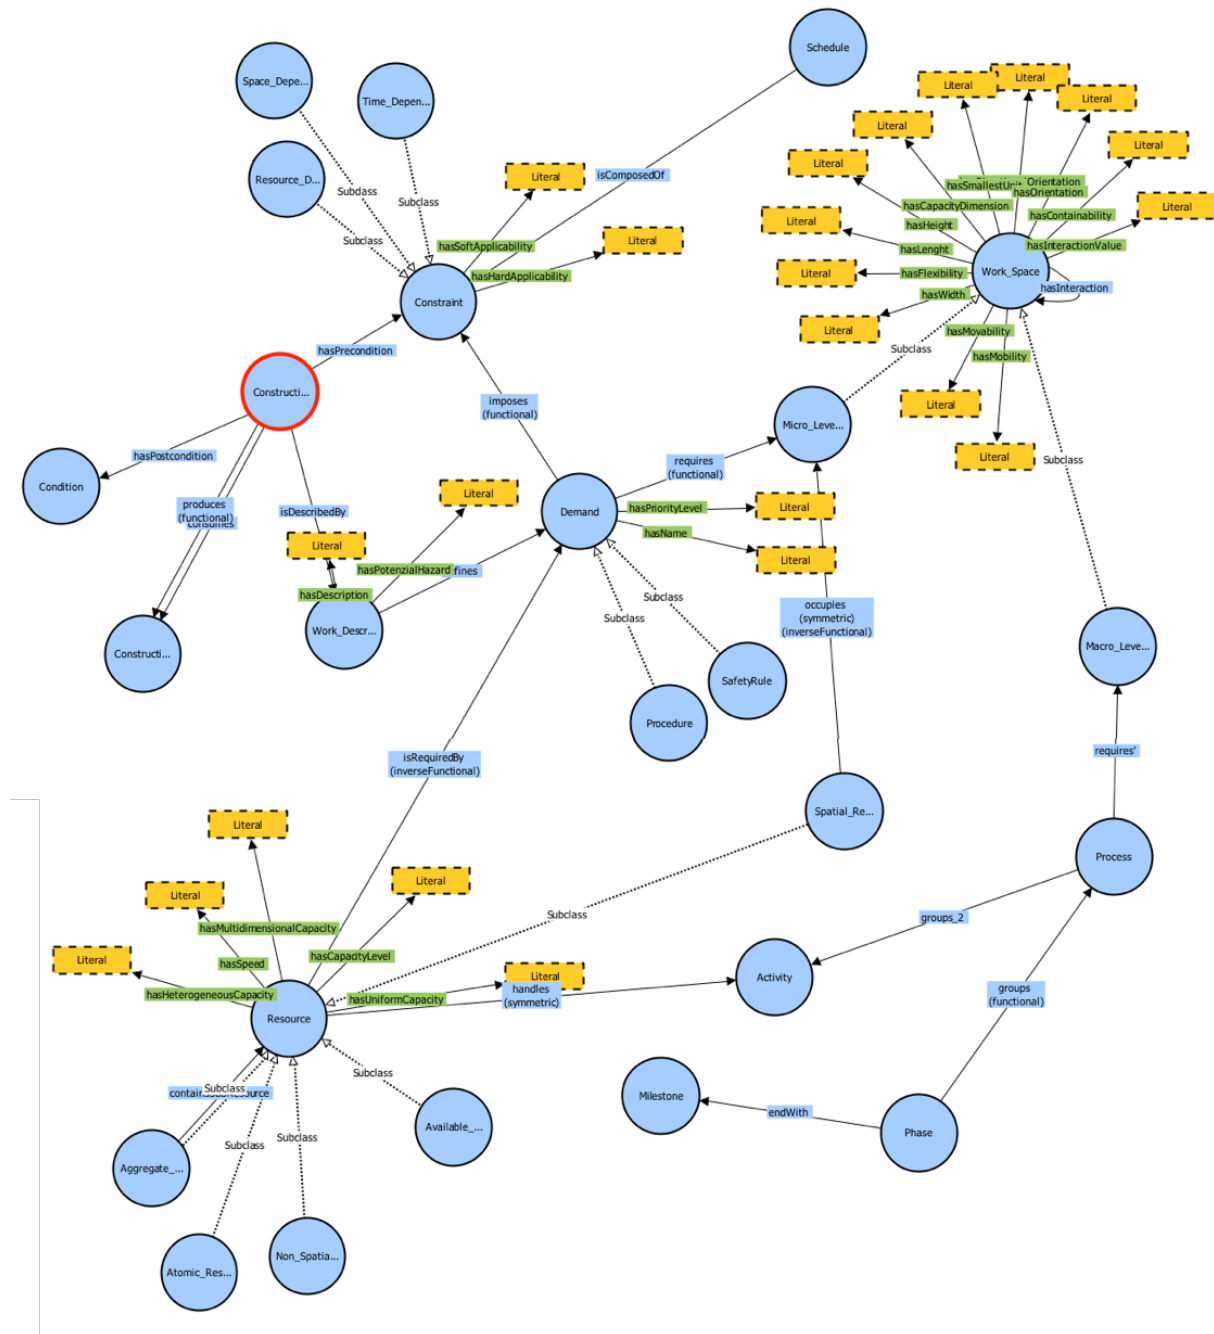 Schedule
Space_Depe...
Time_Depen...
Literal
Literal
Literal
Literal
Literal
Literal
Resource_D...
Literal
Subclass
Subclass
isComposedOf
Literal
hasSmallestUnit
Orientation
hasOrientation
Literal
hasCapacityDimension
hasContainability
Literal
hasHeight
Subclass
Literal
hasSoftApplicability
hasLenght
hasInteractionValue
hasHardApplicability
Literal
hasFlexibility
Work_Space
hasInteraction
Constraint
hasWidth
Literal
hasMovability
hasPrecondition
Subclass
hasMobility
Constructi...
imposes
(functional)
Literal
Micro_Leve...
hasPostcondition
requires
(functional)
Literal
Subclass
Condition
Literal
produces
(functional)
consumes
isDescribedBy
Demand
hasPriorityLevel
Literal
hasName
Literal
Literal
hasPotenzialHazard
fines
hasDescription
Subclass
Subclass
occupies
(symmetric)
(inverseFunctional)
Work_Descr...
Constructi...
Macro_Leve...
SafetyRule
Procedure
isRequiredBy
(inverseFunctional)
requires'
Spatial_Re...
Literal
Process
Literal
Literal
Subclass
groups_2
hasMultidimensionalCapacity
hasCapacityLevel
Literal
hasSpeed
Literal
Activity
hasHeterogeneousCapacity
hasUniformCapacity
handles
(symmetric)
groups
(functional)
Resource
Subclass
Subclass
Milestone
endWith
Available_...
Phase
Subclass
Subclass
Aggregate_...
Non_Spatia...
Atomic_Res...